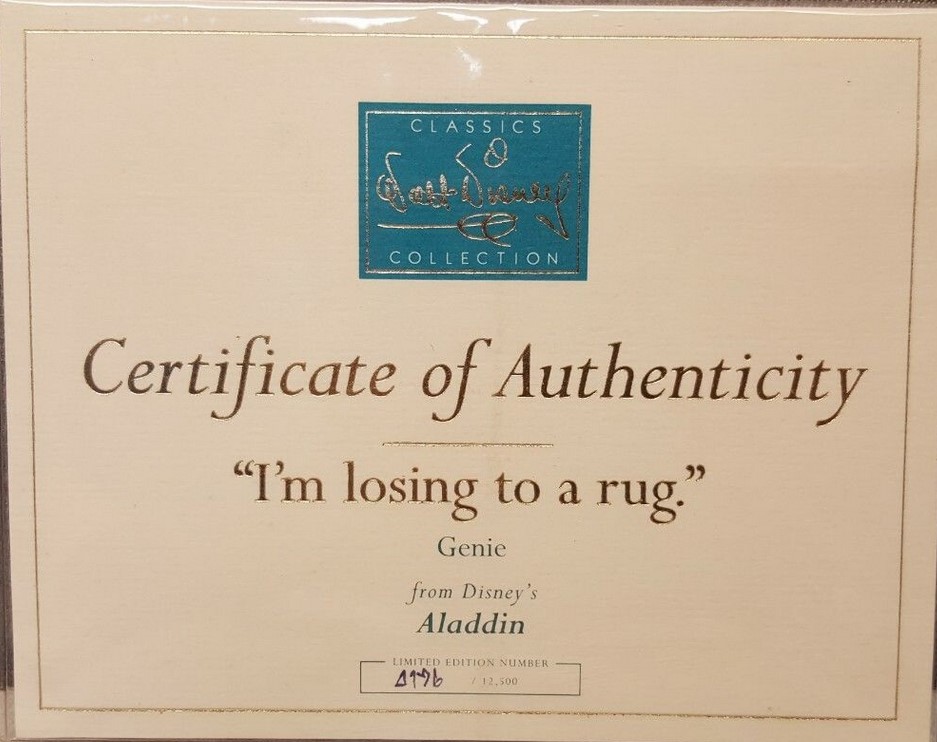 CLASSICS
Walt Disney
COLLECTION
Certificate of Authenticity
“I’m losing to a rug.”
Genie
from Disney’s
Aladdin
LIMITED EDITION NUMBER
/ 12,500